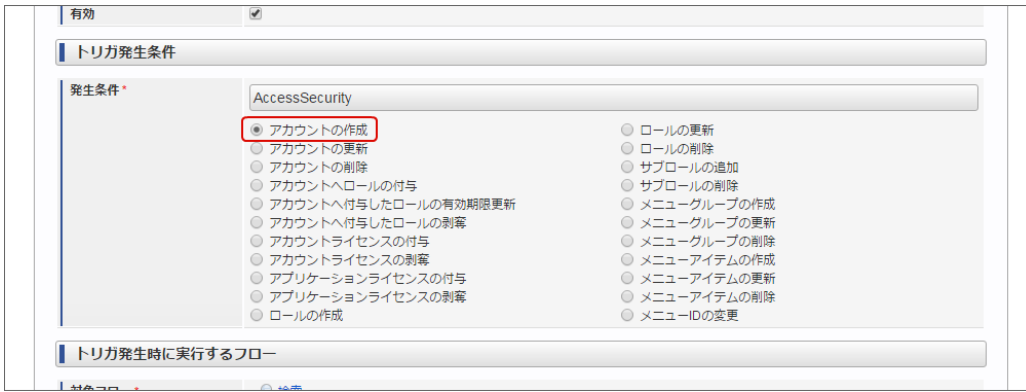 有効
トリガ発生条件
発生条件*
AccessSecurity
アカウントの作成
アカウントの更新
アカウントの削除
アカウントへロールの付与
アカウントへ付与したロールの有効期限更新
アカウントへ付与したロールの剥奪
アカウントライセンスの付与
アカウントライセンスの剥奪
アプリケーションライセンスの付与
アプリケーションライセンスの剥奪
ロールの作成
ロールの更新
ロールの削除
サブロールの追加
サブロールの削除
メニューグループの作成
メニューグループの更新
メニューグループの削除
メニューアイテムの作成
メニューアイテムの更新
メニューアイテムの削除
メニューIDの変更
トリガ発生時に実行するフロー
対象フロー*
検索